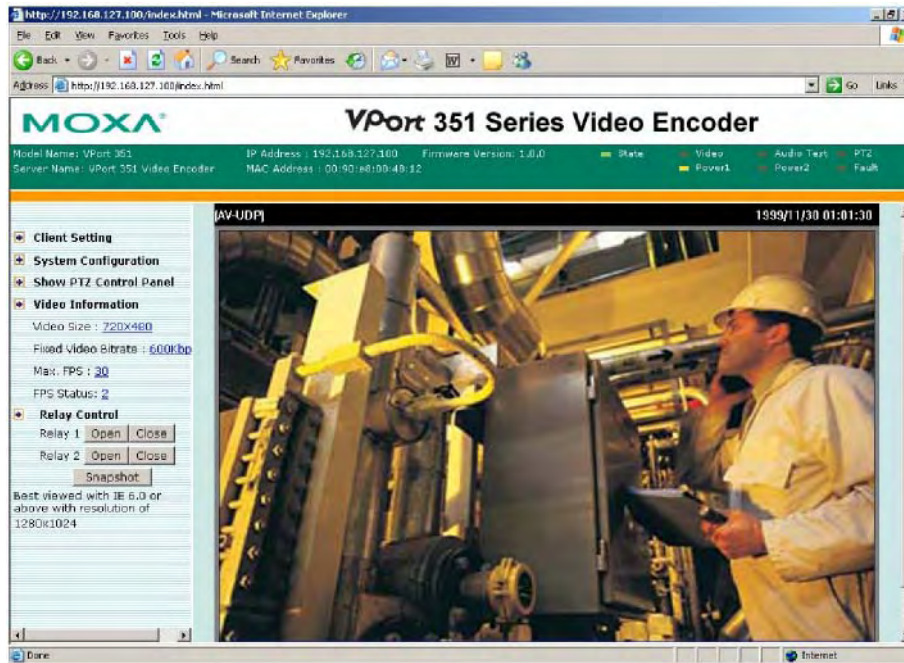 http://192.168.127.100/index.html - Microsoft Internet Explorer
File Edit View Favorites Tools Help
Back Search Favorites
Address http://192.168.127.100/index.html Go Links
MOXA® VPort 351 Series Video Encoder
Model Name: VPort 351 IP Address : 192.168.127.100 Firmware Version: 1.0.0 State Video Audio Text PTZ
Server Name: VPort 351 Video Encoder MAC Address : 00:90:e8:00:48:12 Power1 Power2 Fault
[AV-UDP] 1999/11/30 01:01:30
Client Setting
System Configuration
Show PTZ Control Panel
Video Information
Video Size : 720X480
Fixed Video Bitrate : 600Kbp
Max. FPS : 30
FPS Status: 2
Relay Control
Relay 1 Open Close
Relay 2 Open Close
Snapshot
Best viewed with IE 6.0 or
above with resolution of
1280x1024
Done Internet